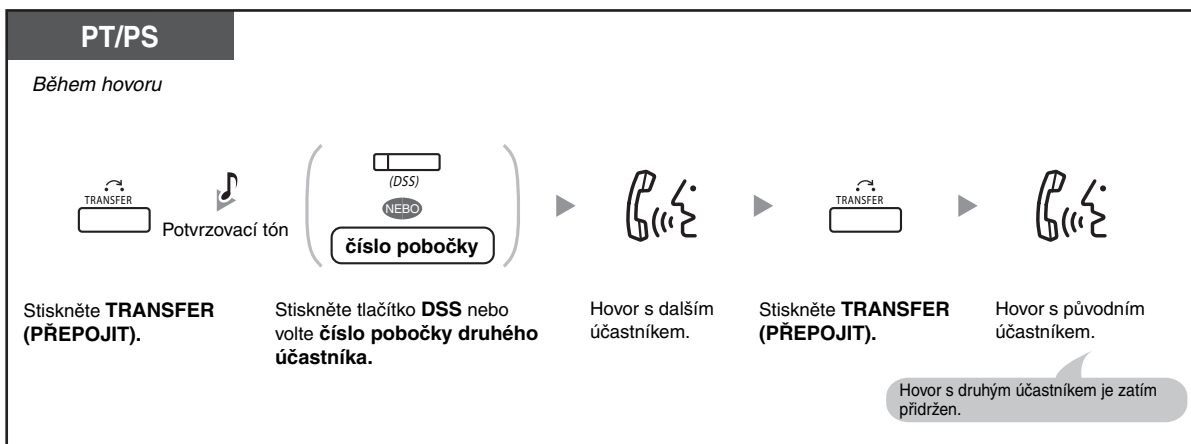 PT/PS
Během hovoru
TRANSFER
Potvrzovací tón
(DSS)
NEBO
číslo pobočky
TRANSFER
Stiskněte TRANSFER
(PŘEPOJIT).
Stiskněte tlačítko DSS nebo
volte číslo pobočky druhého
účastníka.
Hovor s dalším
účastníkem.
Stiskněte TRANSFER
(PŘEPOJIT).
Hovor s původním
účastníkem.
Hovor s druhým účastníkem je zatím
přidržen.